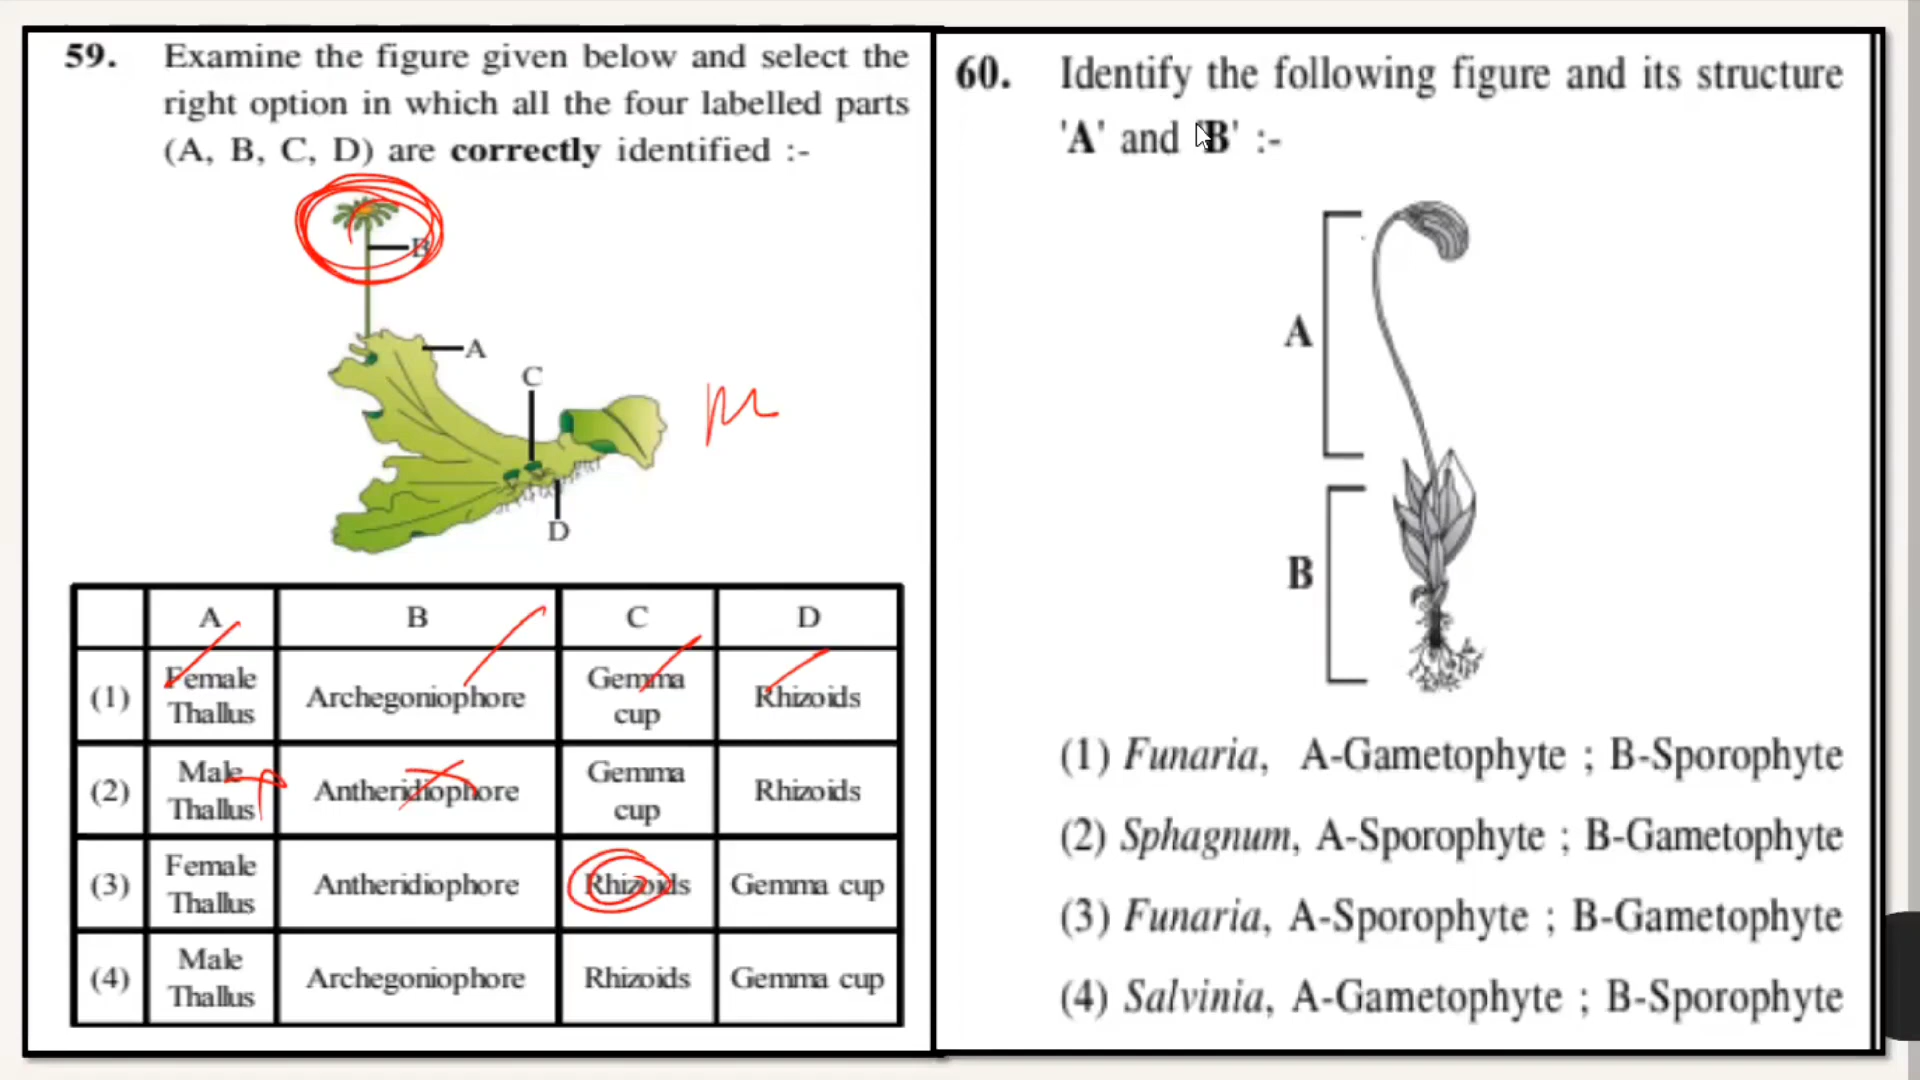 59. Examine the figure given below and select the
right option in which all the four labelled parts
(A, B, C, D) are correctly identified :-
B
A
C
D
A B C D
(1) Female Thallus Archegoniophore Gemma cup Rhizoids
(2) Male Thallus Antheridiophore Gemma cup Rhizoids
(3) Female Thallus Antheridiophore Rhizoids Gemma cup
(4) Male Thallus Archegoniophore Rhizoids Gemma cup
60. Identify the following figure and its structure
'A' and 'B' :-
A
B
(1) Funaria, A-Gametophyte ; B-Sporophyte
(2) Sphagnum, A-Sporophyte ; B-Gametophyte
(3) Funaria, A-Sporophyte ; B-Gametophyte
(4) Salvinia, A-Gametophyte ; B-Sporophyte